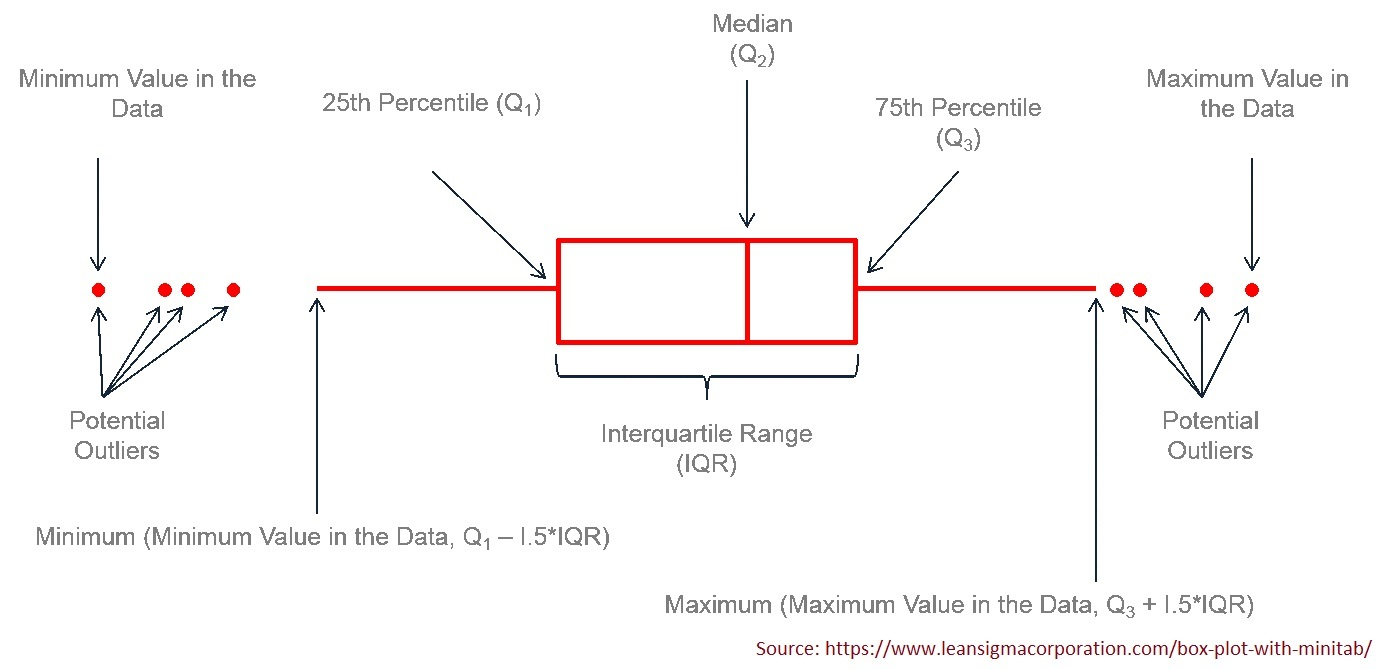 Median
(Q₂)
Minimum Value in the
Data
25th Percentile (Q₁)
75th Percentile
(Q₃)
Maximum Value in
the Data
Potential
Outliers
Interquartile Range
(IQR)
Potential
Outliers
Minimum (Minimum Value in the Data, Q₁ – I.5*IQR)
Maximum (Maximum Value in the Data, Q₃ + I.5*IQR)
Source: https://www.leansigmacorporation.com/box-plot-with-minitab/